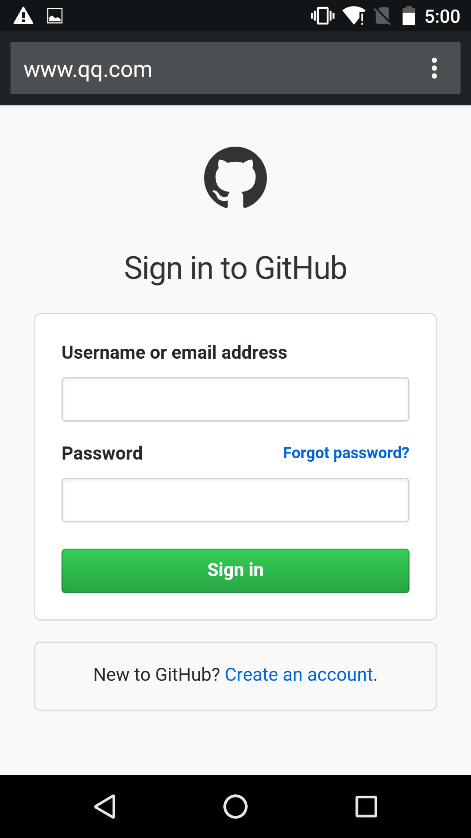 5:00
www.qq.com
Sign in to GitHub
Username or email address
Password Forgot password?
Sign in
New to GitHub? Create an account.